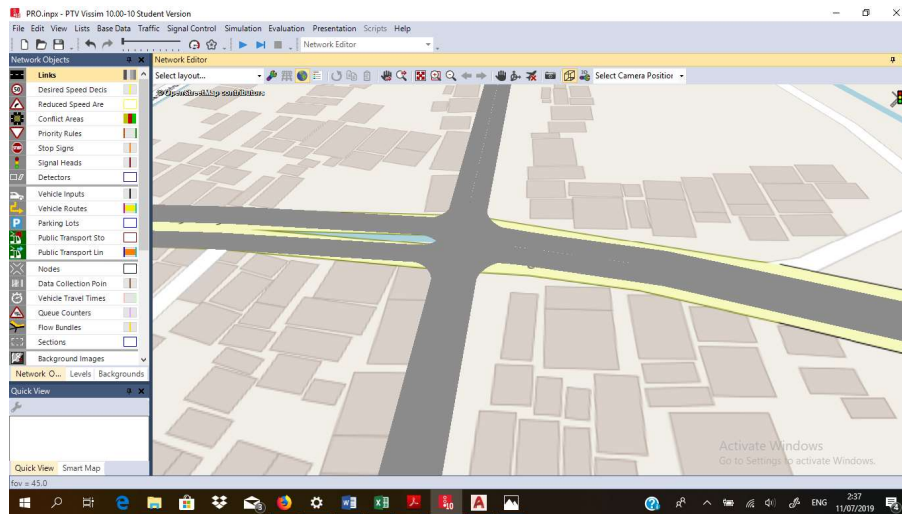 PRO.inpx - PTV Vissim 10.00-10 Student Version
File Edit View Lists Base Data Traffic Signal Control Simulation Evaluation Presentation Scripts Help
Network Editor
Network Objects
Network Editor
Links
Select layout...
Select Camera Position
Desired Speed Decis
© OpenStreetMap contributors
Reduced Speed Are
Conflict Areas
Priority Rules
Stop Signs
Signal Heads
Detectors
Vehicle Inputs
Vehicle Routes
Parking Lots
Public Transport Sto
Public Transport Lin
Nodes
Data Collection Poin
Vehicle Travel Times
Queue Counters
Flow Bundles
Sections
Background Images
Network O... Levels Backgrounds
Quick View
Activate Windows
Go to Settings to activate Windows.
Quick View Smart Map
fov = 45.0
ENG
2:37
11/07/2019